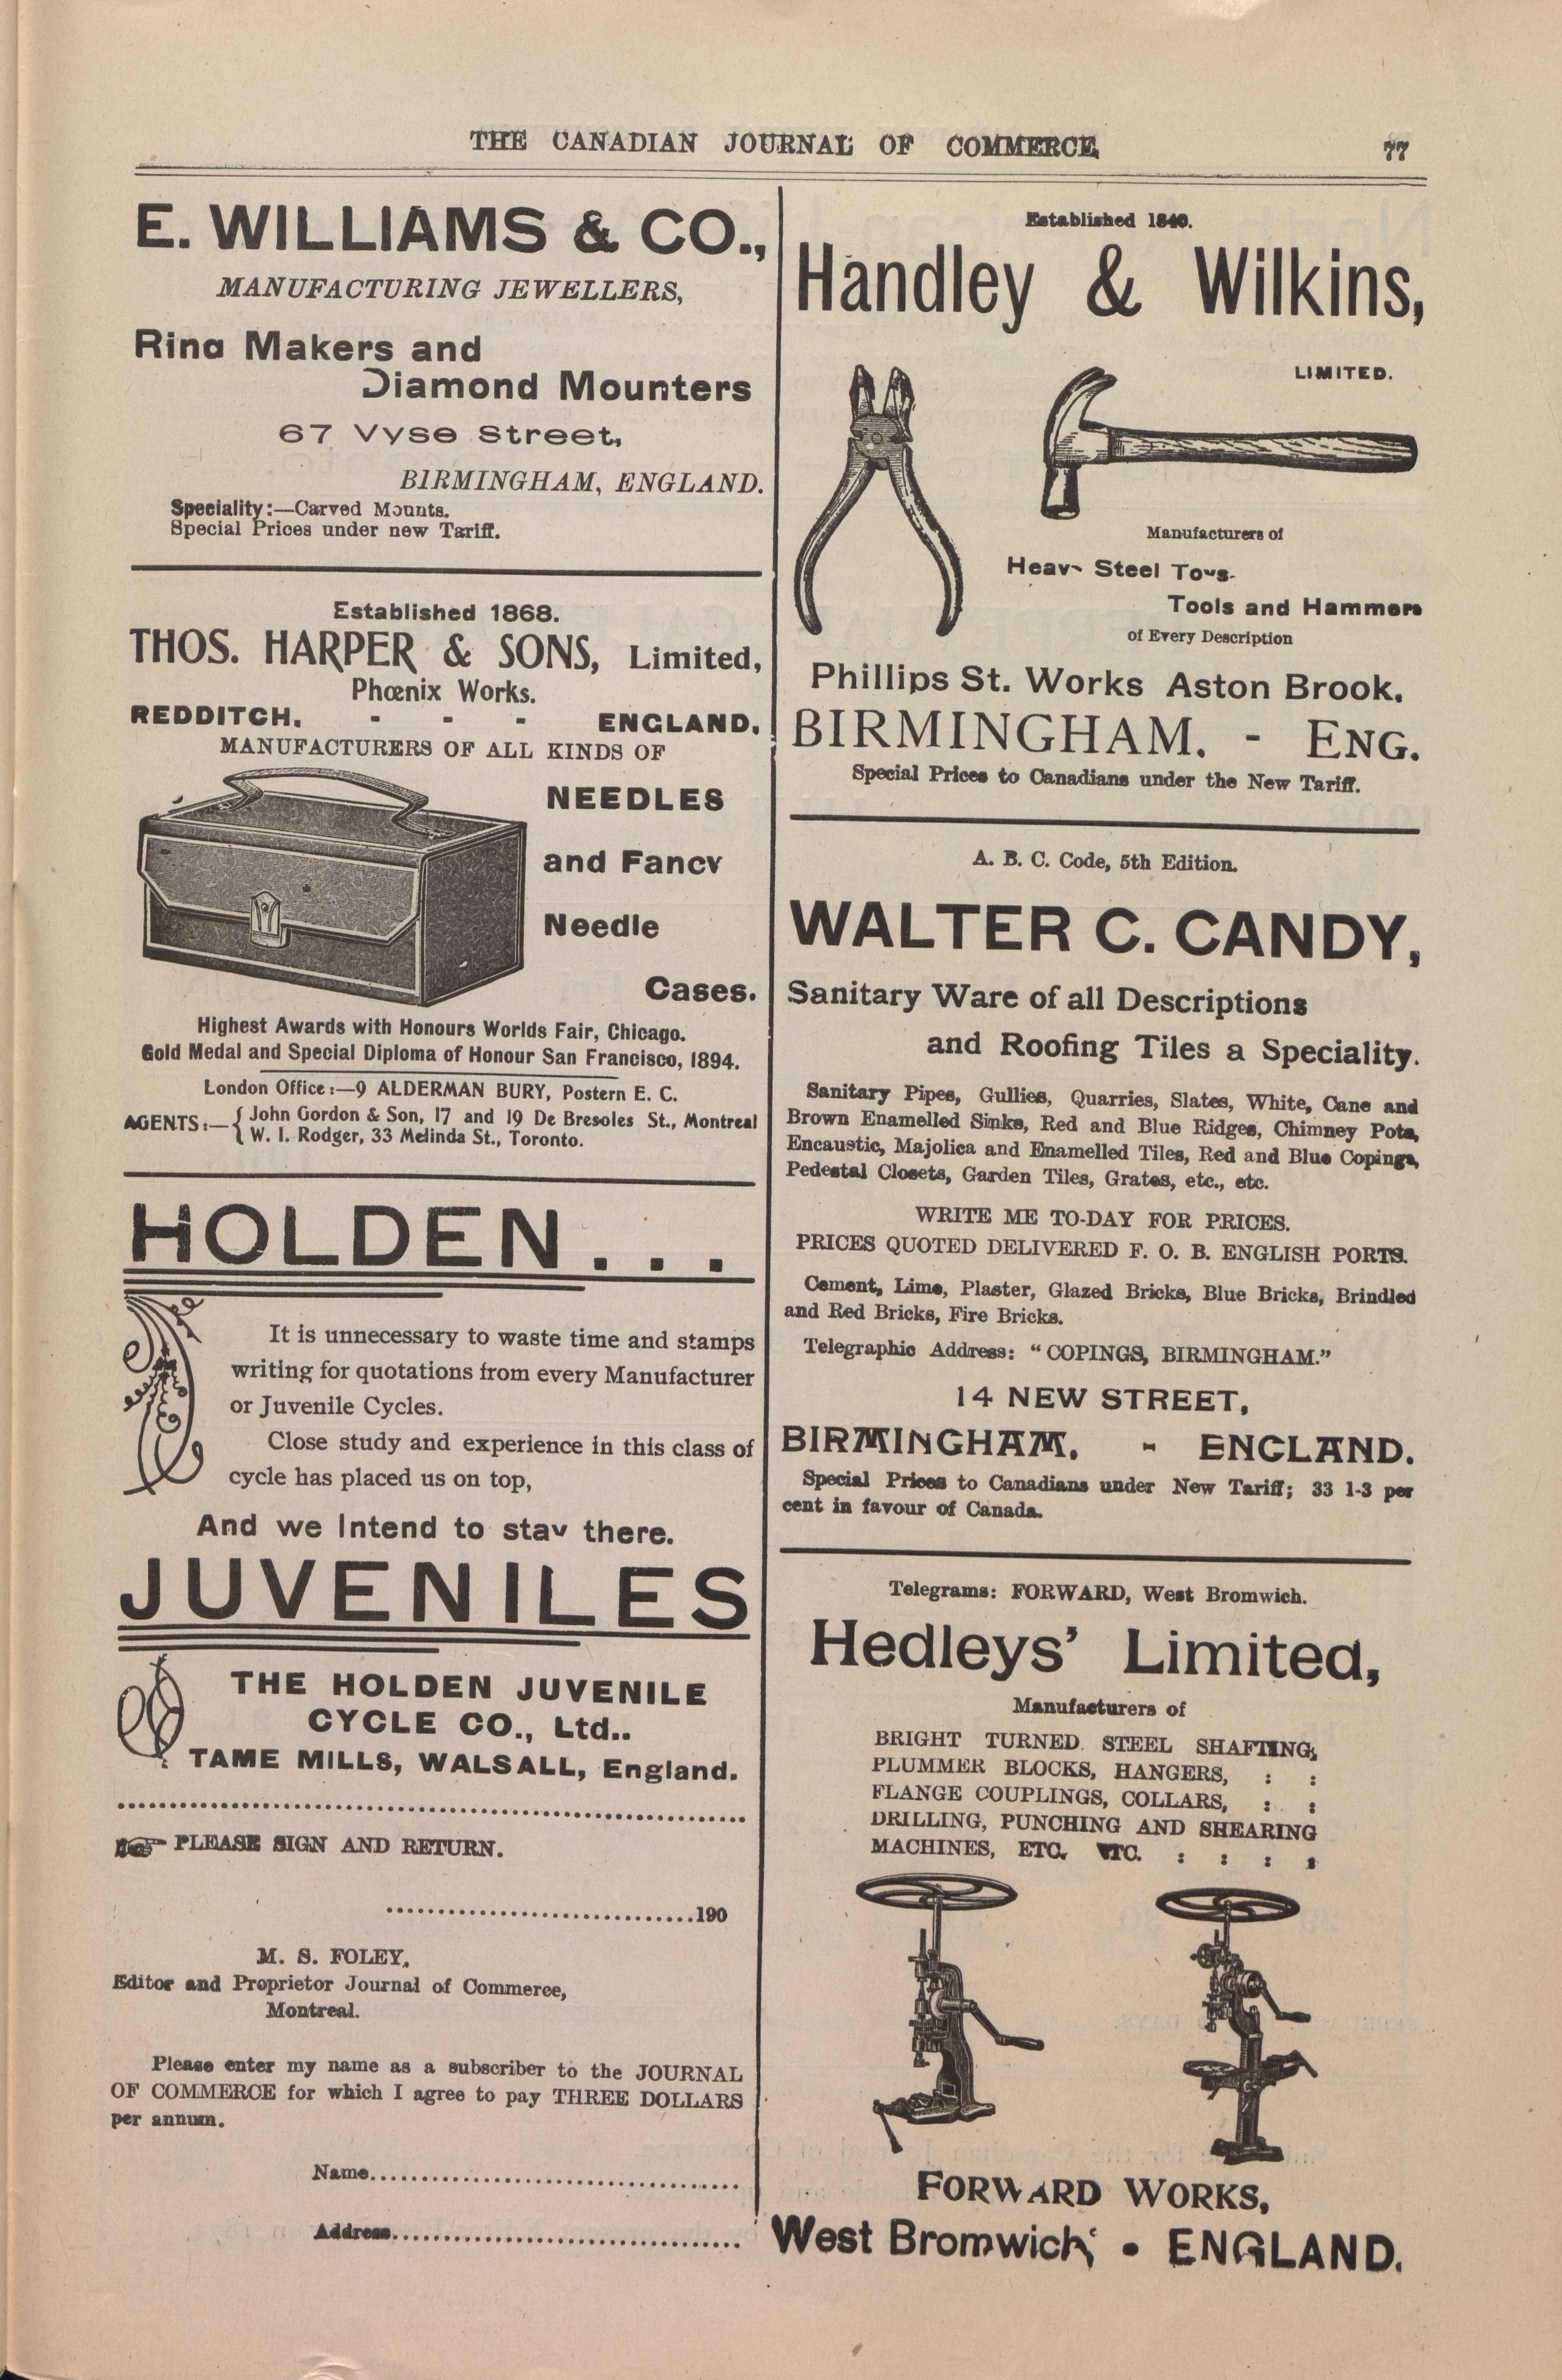 THE CANADIAN JOURNAL OF COMMERCE
77
E. WILLIAMS & CO.,
MANUFACTURING JEWELLERS,
Ring Makers and
Diamond Mounters
67 Vyse Street,
BIRMINGHAM, ENGLAND.
Speciality:—Carved Mounts.
Special Prices under new Tariff.
Established 1868.
THOS. HARPER & SONS, Limited,
Phœnix Works.
REDDITCH, - - - ENGLAND.
MANUFACTURERS OF ALL KINDS OF
NEEDLES
and Fancy
Needle
Cases.
Highest Awards with Honours Worlds Fair, Chicago.
Gold Medal and Special Diploma of Honour San Francisco, 1894.
London Office:—9 ALDERMAN BURY, Postern E. C.
AGENTS:—{ John Gordon & Son, 17 and 19 De Bresoles St., Montreal
W. I. Rodger, 33 Melinda St., Toronto.
HOLDEN...
It is unnecessary to waste time and stamps
writing for quotations from every Manufacturer
or Juvenile Cycles.
Close study and experience in this class of
cycle has placed us on top,
And we Intend to stay there.
JUVENILES
THE HOLDEN JUVENILE
CYCLE CO., Ltd..
TAME MILLS, WALSALL, England.
PLEASE SIGN AND RETURN.
..............................190
M. S. FOLEY,
Editor and Proprietor Journal of Commerce,
Montreal.
Please enter my name as a subscriber to the JOURNAL
OF COMMERCE for which I agree to pay THREE DOLLARS
per annum.
Name....................................
Address..................................
Established 1840.
Handley & Wilkins,
LIMITED.
Manufacturers of
Heavy Steel Toys.
Tools and Hammers
of Every Description
Phillips St. Works Aston Brook,
BIRMINGHAM. - ENG.
Special Prices to Canadians under the New Tariff.
A. B. C. Code, 5th Edition.
WALTER C. CANDY,
Sanitary Ware of all Descriptions
and Roofing Tiles a Speciality.
Sanitary Pipes, Gullies, Quarries, Slates, White, Cane and
Brown Enamelled Sinks, Red and Blue Ridges, Chimney Pots,
Encaustic, Majolica and Enamelled Tiles, Red and Blue Copings,
Pedestal Closets, Garden Tiles, Grates, etc., etc.
WRITE ME TO-DAY FOR PRICES.
PRICES QUOTED DELIVERED F. O. B. ENGLISH PORTS.
Cement, Lime, Plaster, Glazed Bricks, Blue Bricks, Brindled
and Red Bricks, Fire Bricks.
Telegraphic Address: "COPINGS, BIRMINGHAM."
14 NEW STREET,
BIRMINGHAM. - ENGLAND.
Special Prices to Canadians under New Tariff; 33 1-3 per
cent in favour of Canada.
Telegrams: FORWARD, West Bromwich.
Hedleys' Limited,
Manufacturers of
BRIGHT TURNED STEEL SHAFTING,
PLUMMER BLOCKS, HANGERS, : :
FLANGE COUPLINGS, COLLARS, : :
DRILLING, PUNCHING AND SHEARING
MACHINES, ETC. ETC. : : : :
FORWARD WORKS,
West Bromwich • ENGLAND.